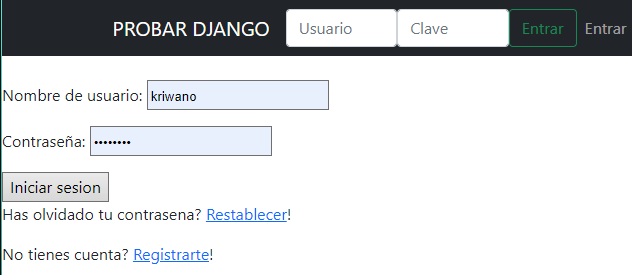 PROBAR DJANGO Usuario Clave Entrar Entrar
Nombre de usuario: kriwano
Contraseña: ••••••••
Iniciar sesion
Has olvidado tu contrasena? Restablecer!
No tienes cuenta? Registrarte!